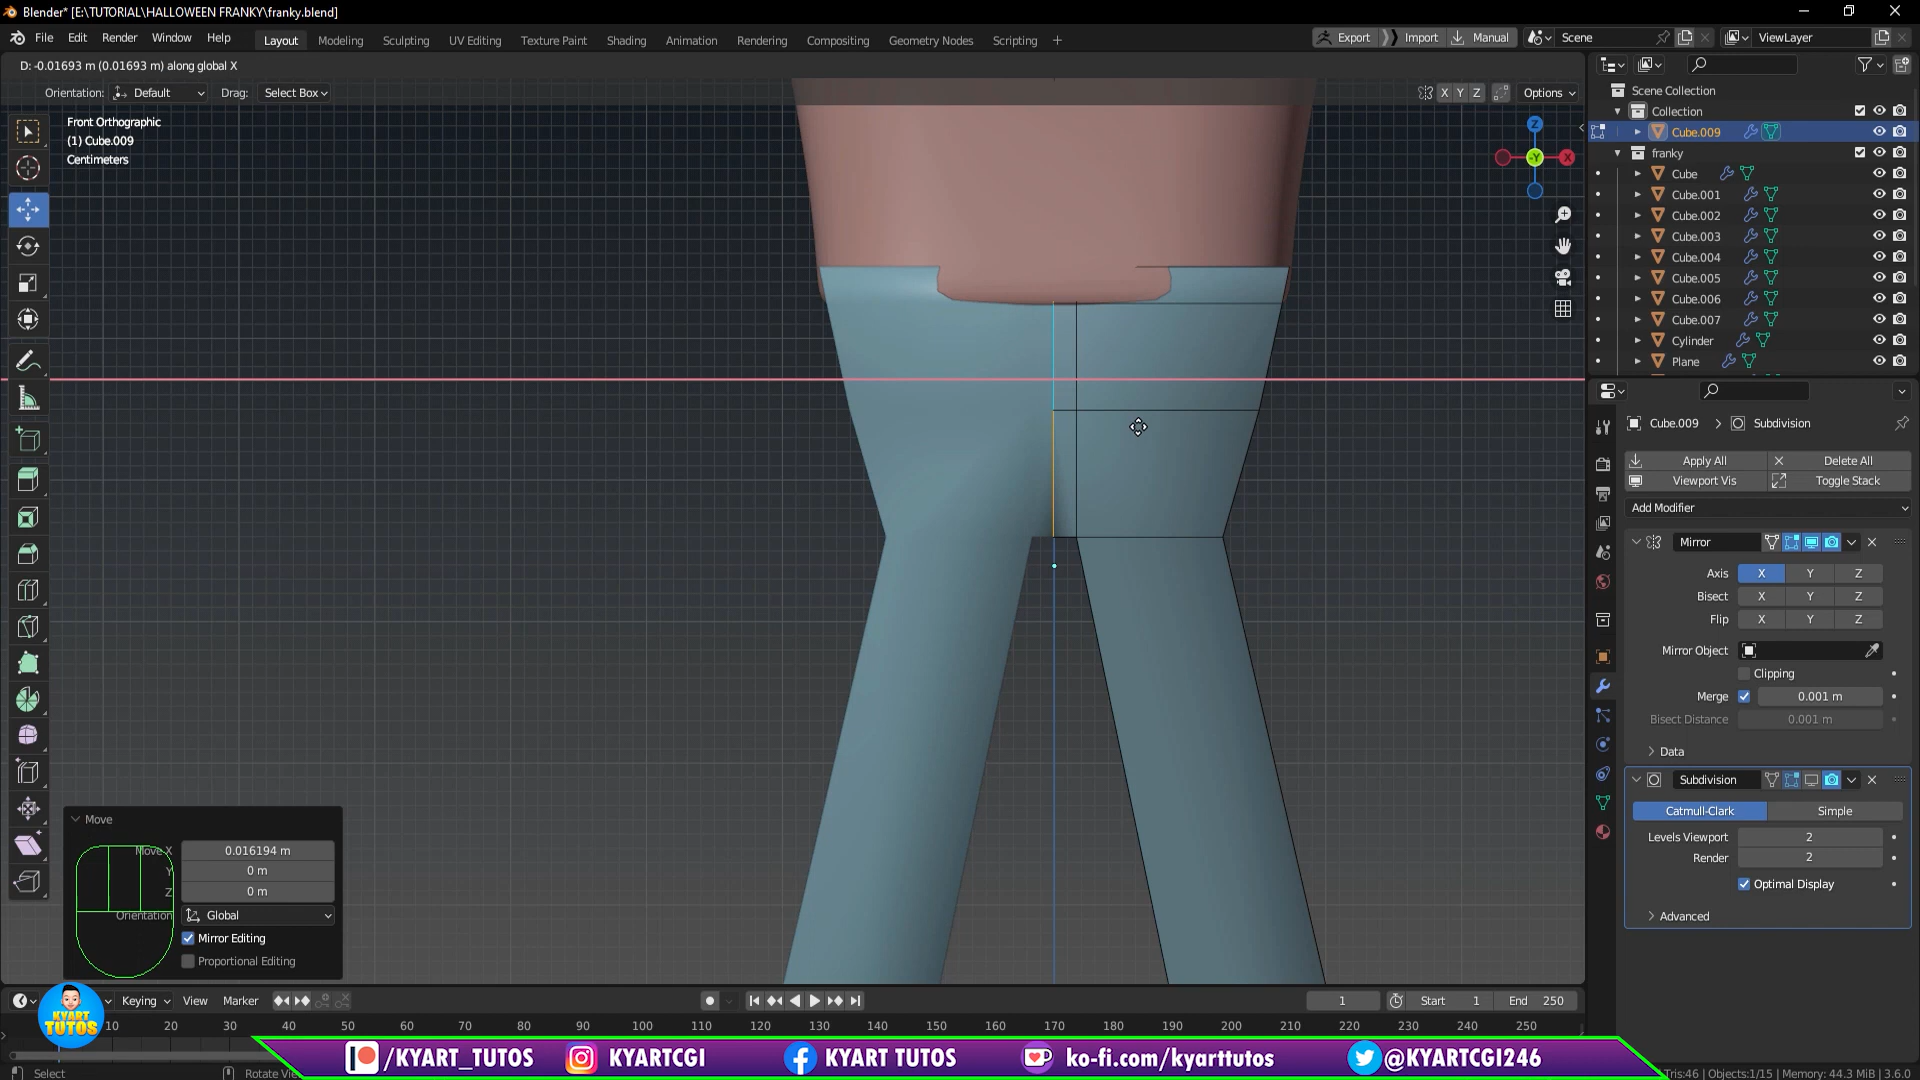 Blender* [E:\TUTORIAL\HALLOWEEN FRANKY\franky.blend]
File Edit Render Window Help Layout Modeling Sculpting UV Editing Texture Paint Shading Animation Rendering Compositing Geometry Nodes Scripting + Export Import Manual Scene ViewLayer
D: -0.01693 m (0.01693 m) along global X
Orientation: Default Drag: Select Box X Y Z Options
Front Orthographic
(1) Cube.009
Centimeters
Z
-Y
X
Scene Collection
Collection
Cube.009
franky
Cube
Cube.001
Cube.002
Cube.003
Cube.004
Cube.005
Cube.006
Cube.007
Cylinder
Plane
Cube.009 > Subdivision
Apply All Delete All
Viewport Vis Toggle Stack
Add Modifier
Mirror
Axis X Y Z
Bisect X Y Z
Flip X Y Z
Mirror Object
Clipping
Merge 0.001 m
Bisect Distance 0.001 m
Data
Subdivision
Catmull-Clark Simple
Levels Viewport 2
Render 2
Optimal Display
Advanced
Move
Move X 0.016194 m
Y 0 m
Z 0 m
Orientation Global
Mirror Editing
Proportional Editing
Keying View Marker 1 Start 1 End 250
10 20 30 40 50 60 70 80 90 100 110 120 130 140 150 160 170 180 190 200 210 220 230 240 250
KYART
TUTOS
/KYART_TUTOS KYARTCGI KYART TUTOS ko-fi.com/kyarttutos @KYARTCGI246
Select Rotate Vie Tris:46 | Objects:1/15 | Memory: 44.3 MiB | 3.6.0